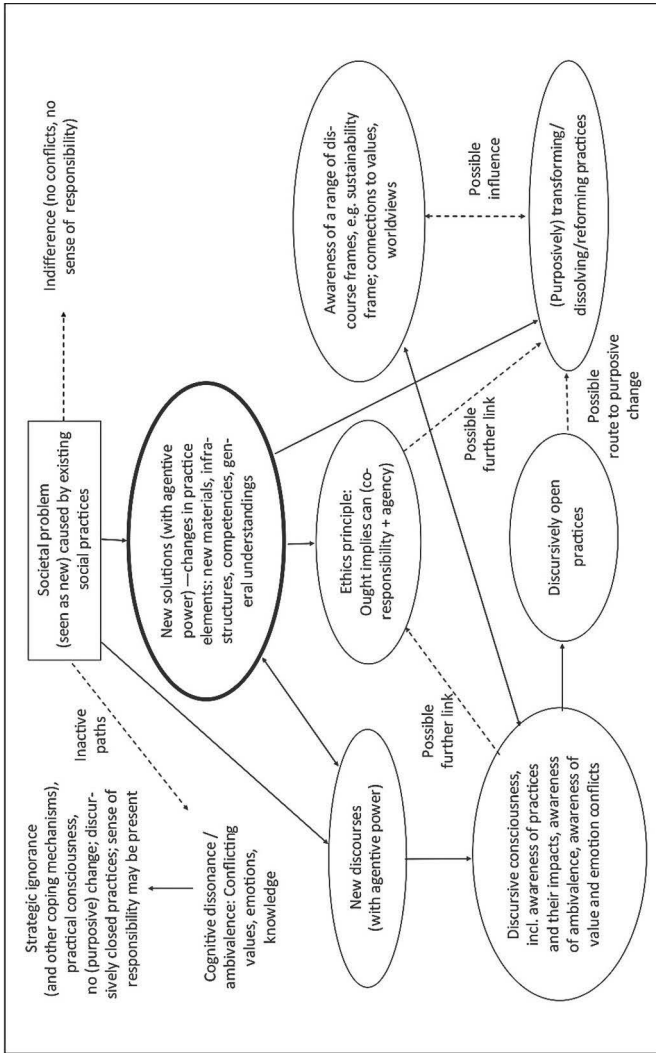 Strategic ignorance
(and other coping mechanisms),
practical consciousness,
no (purposive) change; discur-
sively closed practices; sense of
responsibility may be present
Inactive
paths
Societal problem
(seen as new) caused by existing
social practices
Indifference (no conflicts, no
sense of responsibility)
Cognitive dissonance /
ambivalence: Conflicting
values, emotions,
knowledge
New solutions (with agentive
power) —changes in practice
elements: new materials, infra-
structures, competencies, gen-
eral understandings
New discourses
(with agentive power)
Ethics principle:
Ought implies can (co-
responsibility + agency)
Awareness of a range of dis-
course frames, e.g. sustainability
frame; connections to values,
worldviews
Possible
further link
Possible
further link
Possible
influence
Discursive consciousness,
incl. awareness of practices
and their impacts, awareness
of ambivalence, awareness of
value and emotion conflicts
Discursively open
practices
Possible
route to purposive
change
(Purposively) transforming/
dissolving/reforming practices